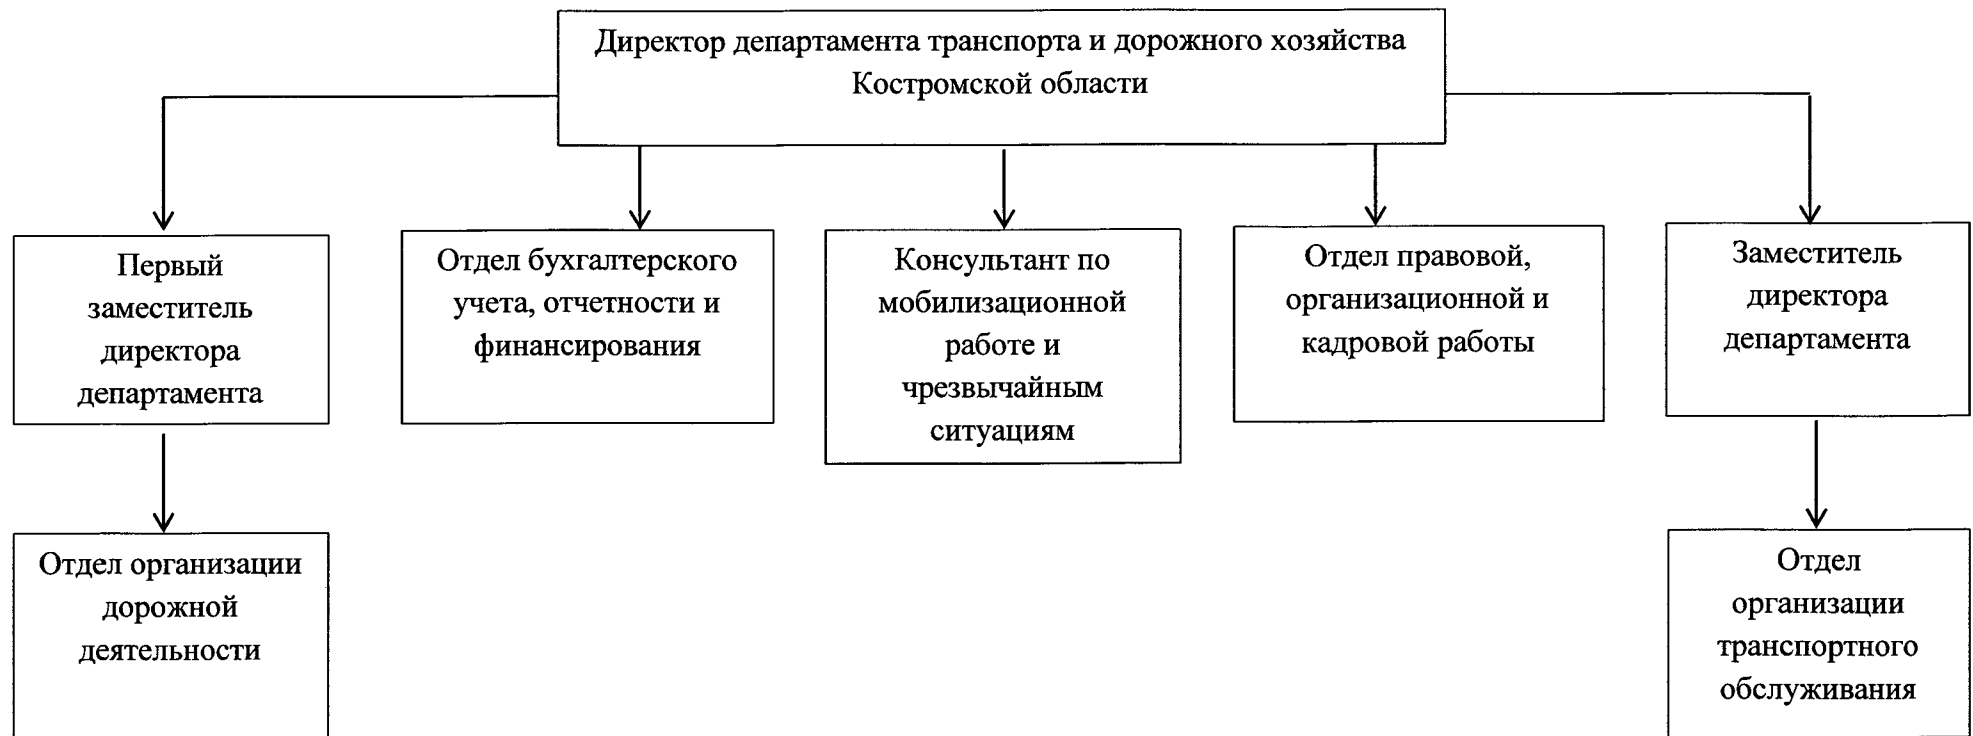 Директор департамента транспорта и дорожного хозяйства
Костромской области
Первый
заместитель
директора
департамента
Отдел бухгалтерского
учета, отчетности и
финансирования
Консультант по
мобилизационной
работе и
чрезвычайным
ситуациям
Отдел правовой,
организационной и
кадровой работы
Заместитель
директора
департамента
Отдел организации
дорожной
деятельности
Отдел
организации
транспортного
обслуживания